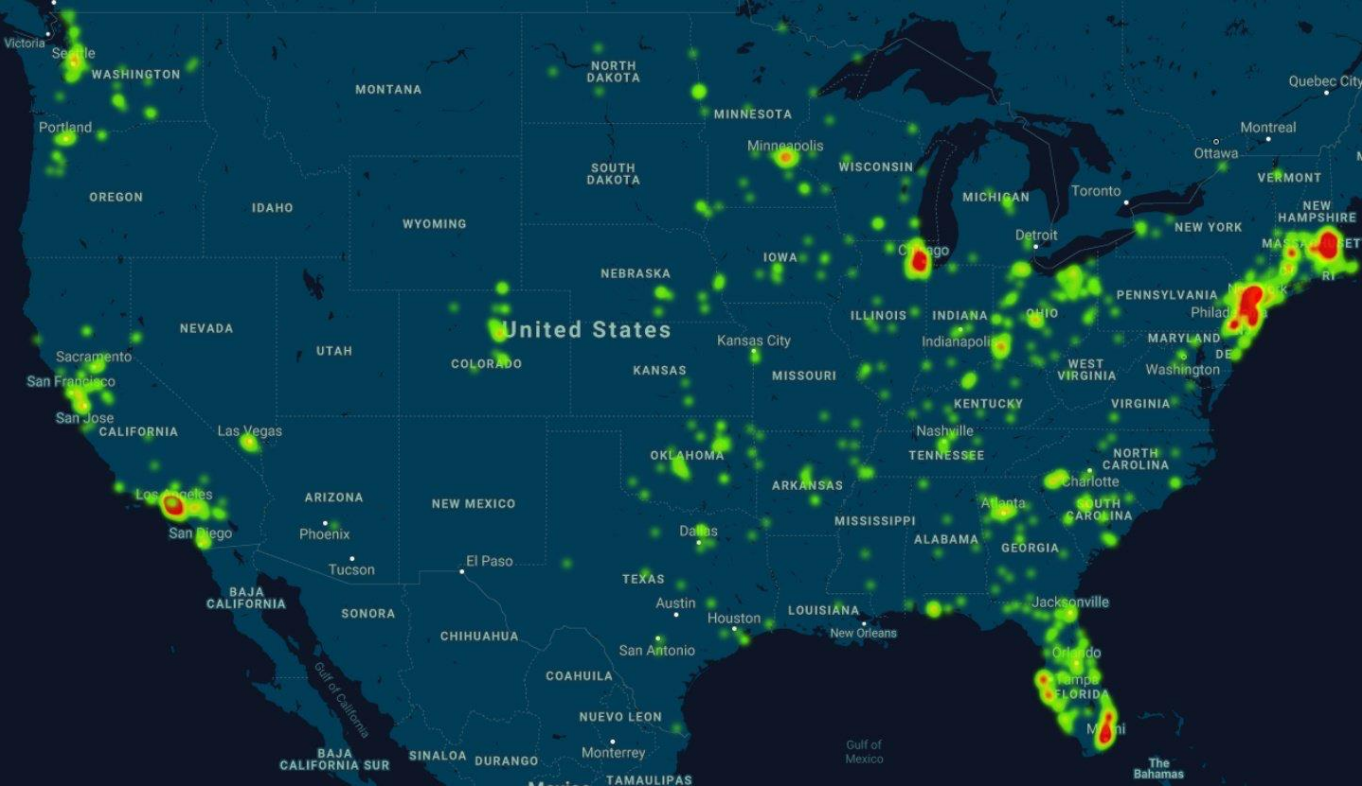 Quebec City
Victoria
Seattle
WASHINGTON
NORTH
DAKOTA
MONTANA
MINNESOTA
Portland
Montreal
Minneapolis
Ottawa
WISCONSIN
SOUTH
DAKOTA
VERMONT
OREGON
IDAHO
MICHIGAN
Toronto
NEW
HAMPSHIRE
WYOMING
NEW YORK
Detroit
Chicago
IOWA
NEBRASKA
RI
PENNSYLVANIA
NEVADA
United States
ILLINOIS
INDIANA
OHIO
UTAH
Kansas City
Indianapolis
MARYLAND
DE
Sacramento
COLORADO
KANSAS
MISSOURI
WEST
VIRGINIA
Washington
San Francisco
San Jose
CALIFORNIA
Las Vegas
KENTUCKY
VIRGINIA
Nashville
TENNESSEE
OKLAHOMA
NORTH
CAROLINA
Los Angeles
ARIZONA
NEW MEXICO
ARKANSAS
Charlotte
Atlanta
SOUTH
CAROLINA
San Diego
Phoenix
Dallas
MISSISSIPPI
ALABAMA
GEORGIA
Tucson
El Paso
TEXAS
BAJA
CALIFORNIA
SONORA
Austin
Houston
LOUISIANA
New Orleans
Jacksonville
CHIHUAHUA
San Antonio
Orlando
COAHUILA
Tampa
FLORIDA
Gulf of California
NUEVO LEON
Miami
BAJA
CALIFORNIA SUR
SINALOA
DURANGO
Monterrey
Gulf of
Mexico
The
Bahamas
TAMAULIPAS